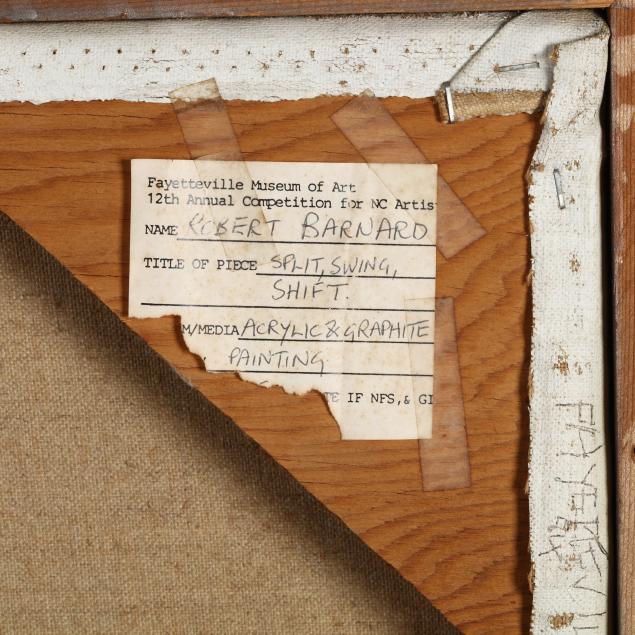 Fayetteville Museum of Art
12th Annual Competition for NC Artis
NAME ROBERT BARNARD
TITLE OF PIECE SPLIT, SWING,
SHIFT.
M/MEDIA ACRYLIC & GRAPHITE
PAINTING
TE IF NFS,& GI
FAYETTEVILL